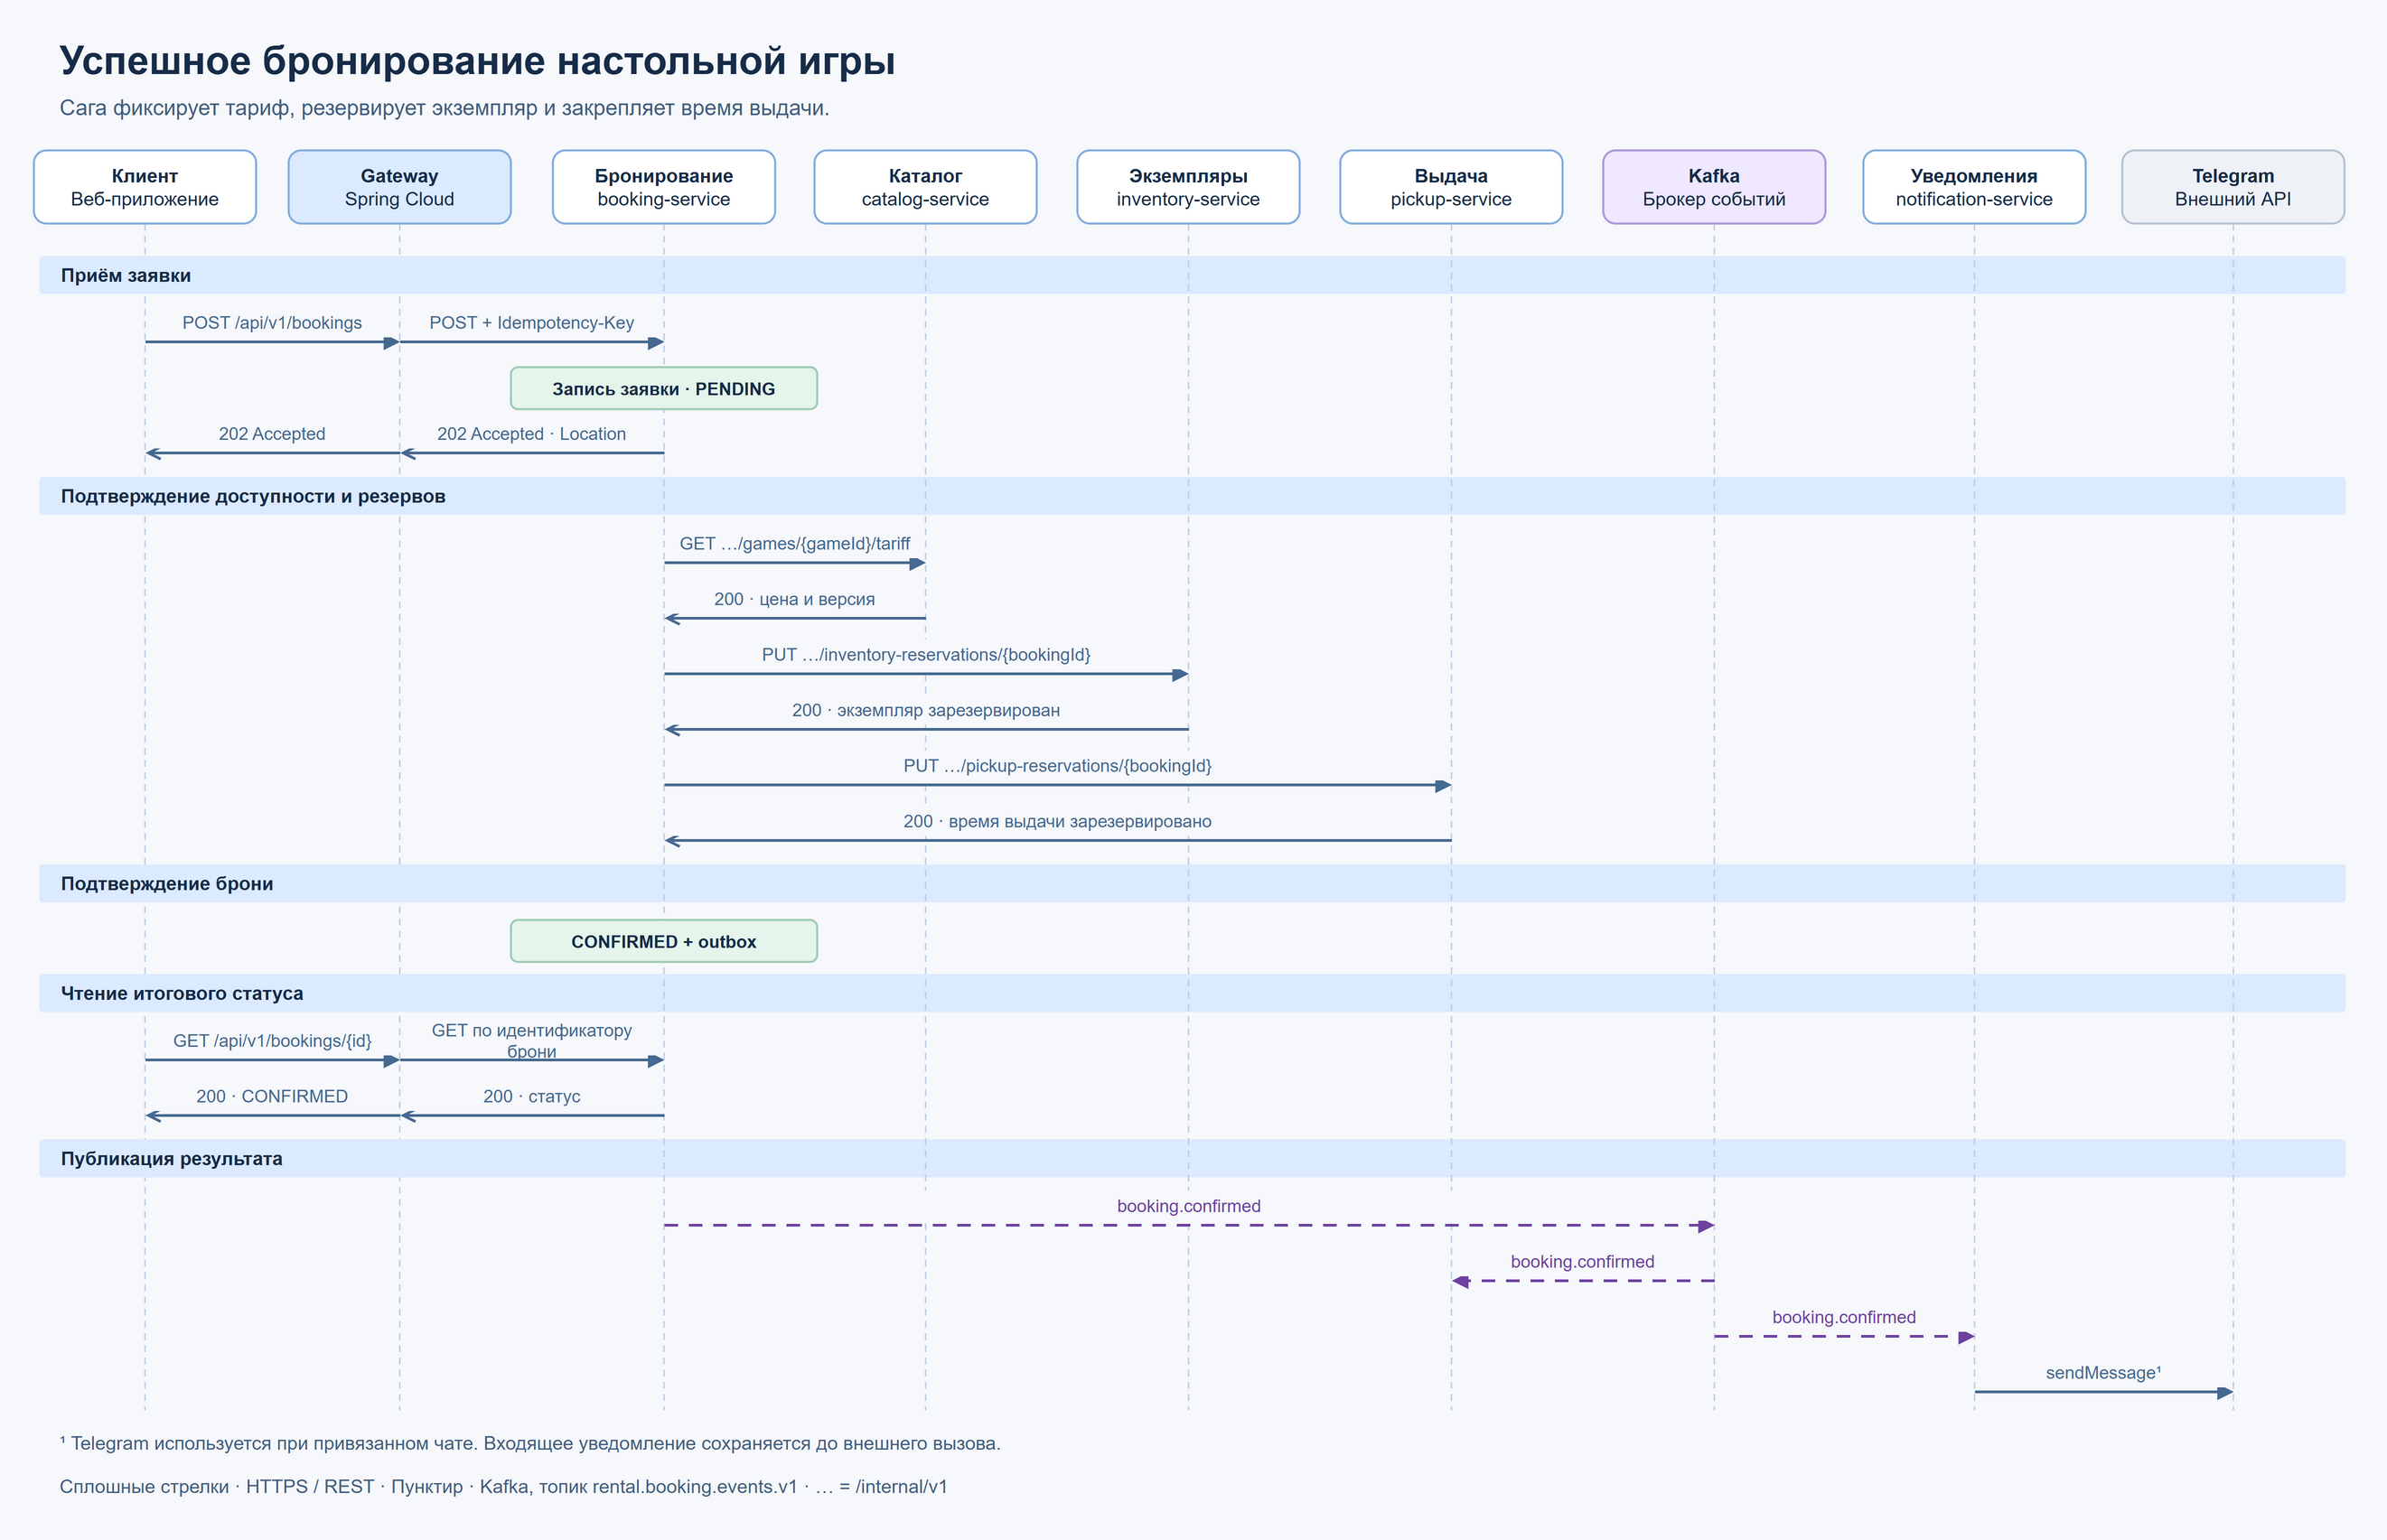 Успешное бронирование настольной игры
Сага фиксирует тариф, резервирует экземпляр и закрепляет время выдачи.
Клиент
Веб-приложение
Gateway
Spring Cloud
Бронирование
booking-service
Каталог
catalog-service
Экземпляры
inventory-service
Выдача
pickup-service
Kafka
Брокер событий
Уведомления
notification-service
Telegram
Внешний API
Приём заявки
POST /api/v1/bookings
POST + Idempotency-Key
Запись заявки · PENDING
202 Accepted
202 Accepted · Location
Подтверждение доступности и резервов
GET …/games/{gameId}/tariff
200 · цена и версия
PUT …/inventory-reservations/{bookingId}
200 · экземпляр зарезервирован
PUT …/pickup-reservations/{bookingId}
200 · время выдачи зарезервировано
Подтверждение брони
CONFIRMED + outbox
Чтение итогового статуса
GET /api/v1/bookings/{id}
GET по идентификатору
брони
200 · CONFIRMED
200 · статус
Публикация результата
booking.confirmed
booking.confirmed
booking.confirmed
sendMessage¹
¹ Telegram используется при привязанном чате. Входящее уведомление сохраняется до внешнего вызова.
Сплошные стрелки · HTTPS / REST · Пунктир · Kafka, топик rental.booking.events.v1 · … = /internal/v1